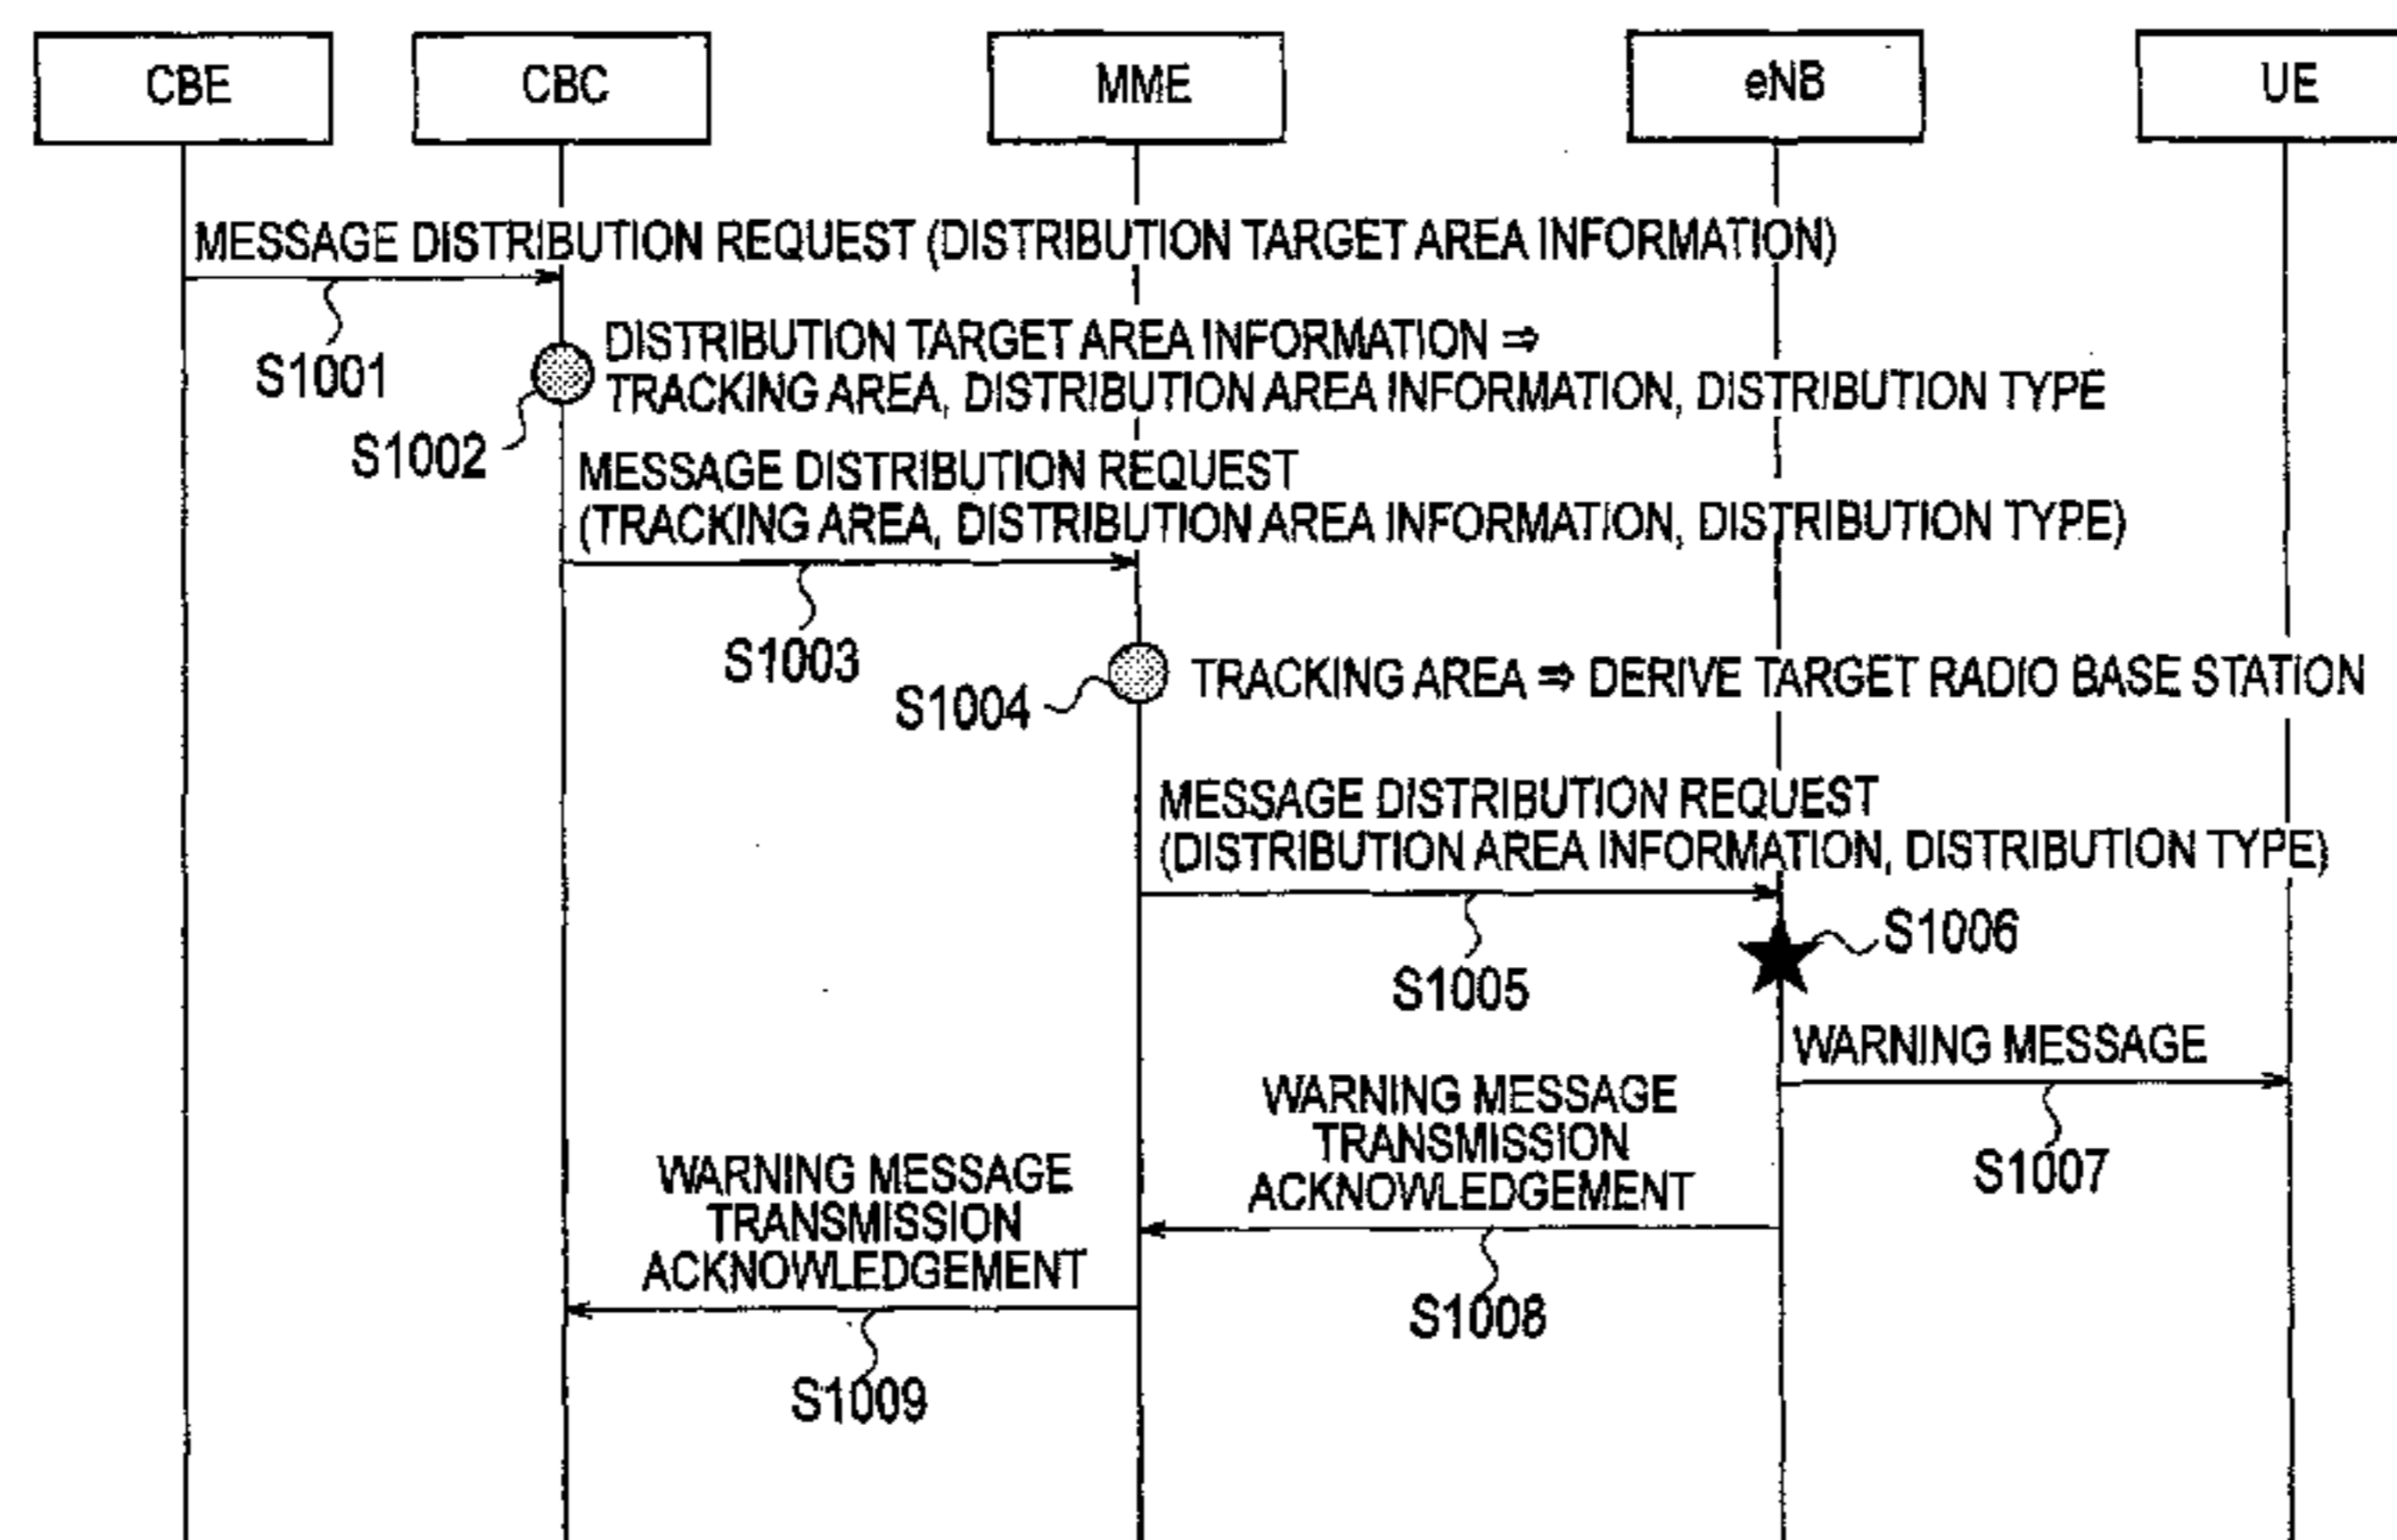 CBE
CBC
MME
eNB
UE
MESSAGE DISTRIBUTION REQUEST (DISTRIBUTION TARGET AREA INFORMATION)
S1001
DISTRIBUTION TARGET AREA INFORMATION ⇒
TRACKING AREA, DISTRIBUTION AREA INFORMATION, DISTRIBUTION TYPE
S1002
MESSAGE DISTRIBUTION REQUEST
(TRACKING AREA, DISTRIBUTION AREA INFORMATION, DISTRIBUTION TYPE)
S1003
S1004
TRACKING AREA ⇒ DERIVE TARGET RADIO BASE STATION
MESSAGE DISTRIBUTION REQUEST
(DISTRIBUTION AREA INFORMATION, DISTRIBUTION TYPE)
S1005
S1006
WARNING MESSAGE
S1007
WARNING MESSAGE
TRANSMISSION
ACKNOWLEDGEMENT
S1008
WARNING MESSAGE
TRANSMISSION
ACKNOWLEDGEMENT
S1009